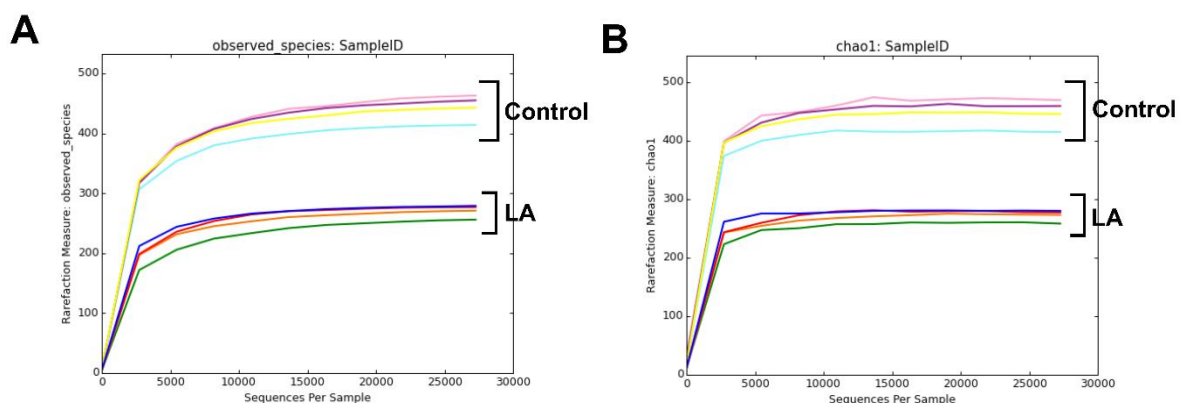 A
observed_species: SampleID
Rarefaction Measure: observed_species
500
400
300
200
100
0
0 5000 10000 15000 20000 25000 30000
Sequences Per Sample
Control
LA
B
chao1: SampleID
Rarefaction Measure: chao1
500
400
300
200
100
0
0 5000 10000 15000 20000 25000 30000
Sequences Per Sample
Control
LA